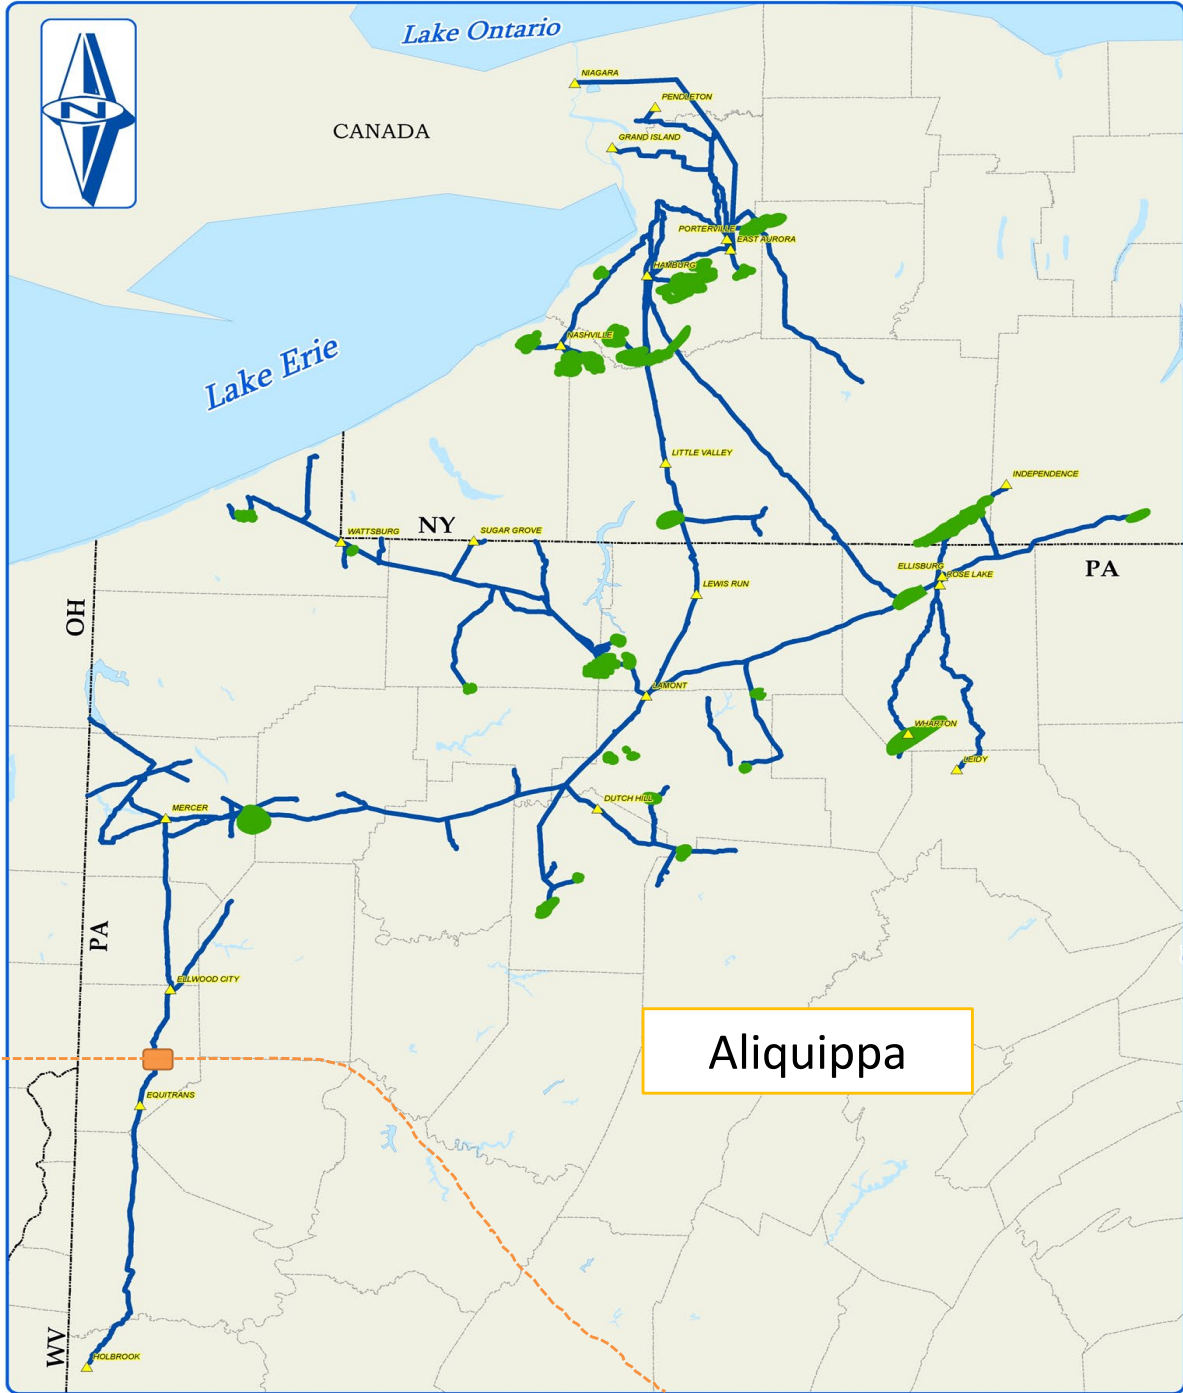 Lake Ontario
NIAGARA
PENDLETON
CANADA
GRAND ISLAND
N
PORTERVILLE
EAST AURORA
HAMBURG
NASHVILLE
Lake Erie
LITTLE VALLEY
INDEPENDENCE
WATTSBURG
NY
SUGAR GROVE
ELLISBURG
PA
ROSE LAKE
LEWIS RUN
OH
LAMONT
WHARTON
LEIDY
MERCER
DUTCH HILL
PA
ELLWOOD CITY
Aliquippa
EQUITRANS
WV
HOLBROOK